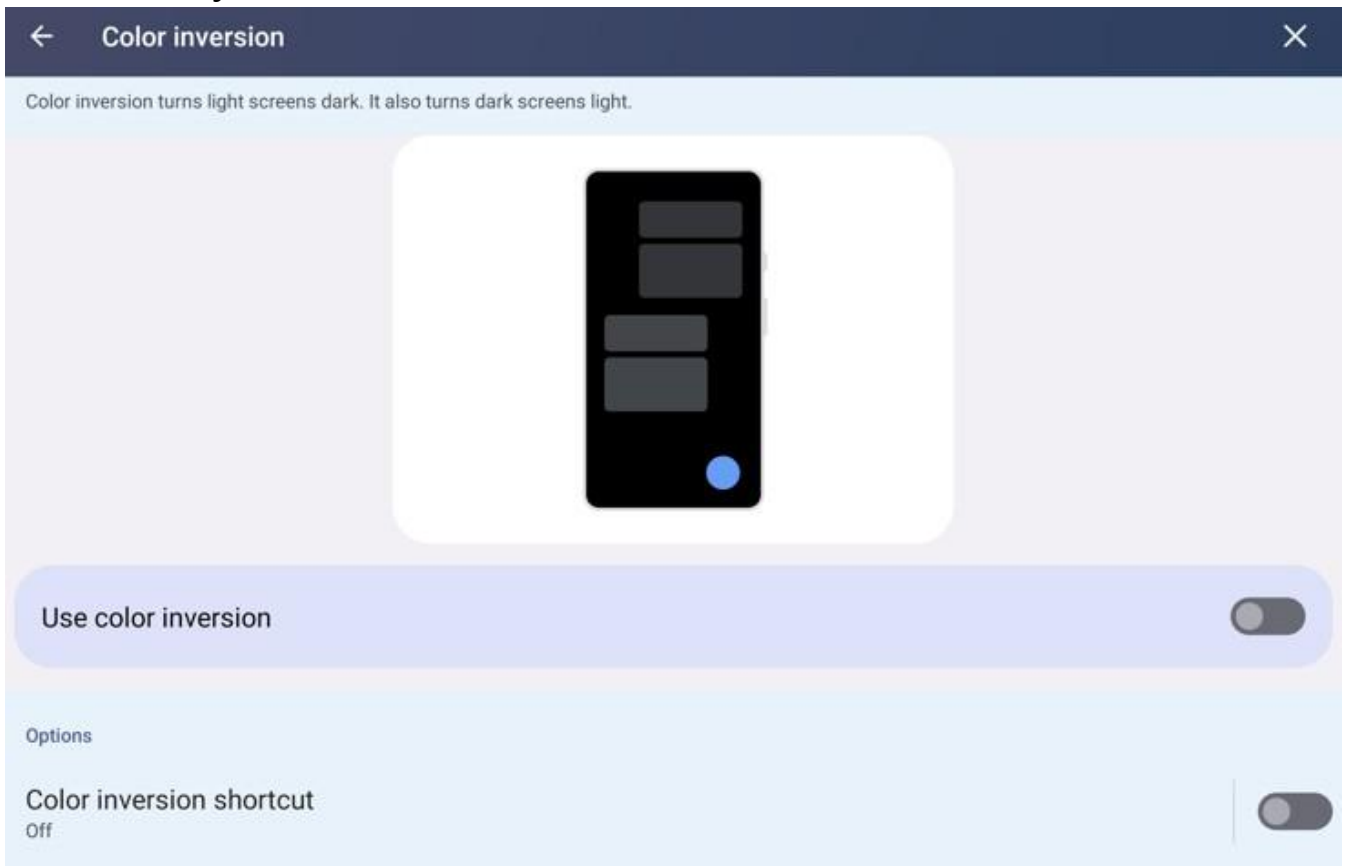 Color inversion
Color inversion turns light screens dark. It also turns dark screens light.
Use color inversion
Options
Color inversion shortcut
Off